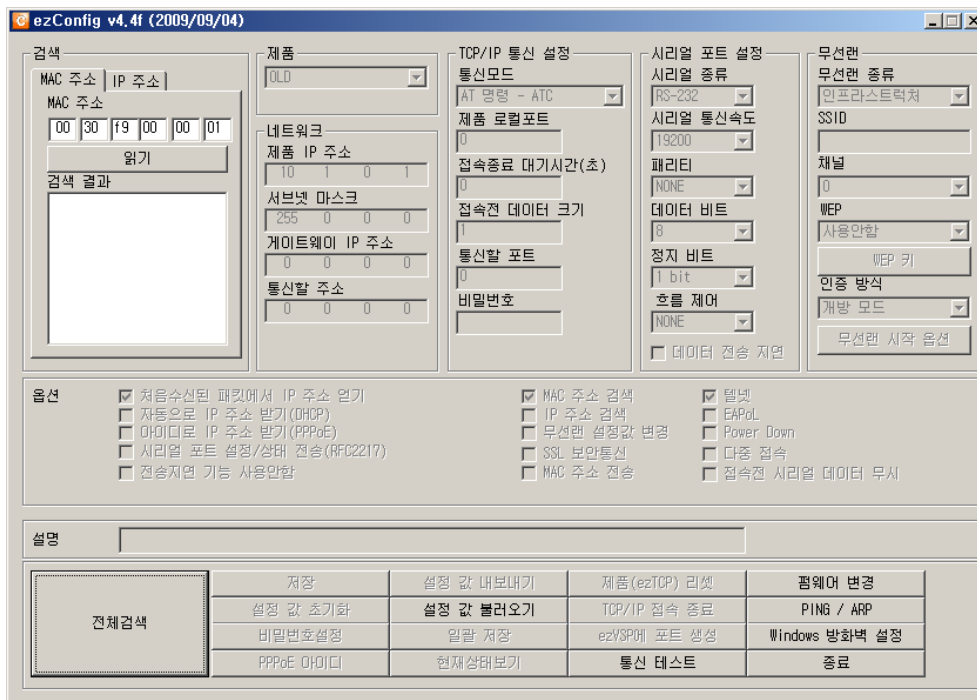 ezConfig v4.4f (2009/09/04)
검색
MAC 주소
IP 주소
MAC 주소
00 30 f9 00 00 01
읽기
검색 결과
제품
OLD
네트워크
제품 IP 주소
10 1 0 1
서브넷 마스크
255 0 0 0
게이트웨이 IP 주소
0 0 0 0
통신할 주소
0 0 0 0
TCP/IP 통신 설정
통신모드
AT 명령 - ATC
제품 로컬포트
0
접속종료 대기시간(초)
0
접속전 데이터 크기
1
통신할 포트
0
비밀번호
시리얼 포트 설정
시리얼 종류
RS-232
시리얼 통신속도
19200
패리티
NONE
데이터 비트
8
정지 비트
1 bit
흐름 제어
NONE
데이터 전송 지연
무선랜
무선랜 종류
인프라스트럭처
SSID
채널
0
WEP
사용안함
WEP 키
인증 방식
개방 모드
무선랜 시작 옵션
옵션
처음수신된 패킷에서 IP 주소 얻기
자동으로 IP 주소 받기(DHCP)
아이디로 IP 주소 받기(PPPoE)
시리얼 포트 설정/상태 전송(RFC2217)
전송지연 기능 사용안함
MAC 주소 검색
IP 주소 검색
무선랜 설정값 변경
SSL 보안통신
MAC 주소 전송
텔넷
EAPoL
Power Down
다중 접속
접속전 시리얼 데이터 무시
설명
전체검색
저장
설정 값 내보내기
제품(ezTCP) 리셋
펌웨어 변경
설정 값 초기화
설정 값 불러오기
TCP/IP 접속 종료
PING / ARP
비밀번호설정
일괄 저장
ezVSP에 포트 생성
Windows 방화벽 설정
PPPoE 아이디
현재상태보기
통신 테스트
종료